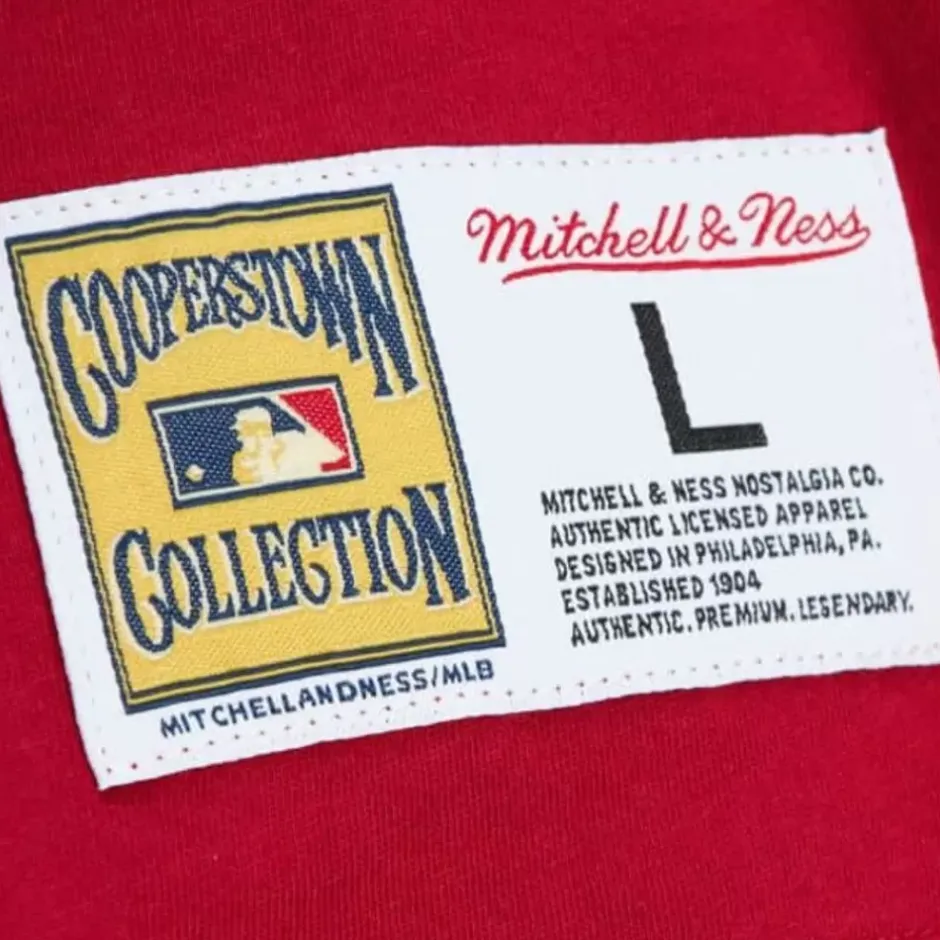 COOPERSTOWN
COLLECTION
MITCHELLANDNESS/MLB
Mitchell & Ness
L
MITCHELL & NESS NOSTALGIA CO.
AUTHENTIC LICENSED APPAREL
DESIGNED IN PHILADELPHIA, PA.
ESTABLISHED 1904
AUTHENTIC. PREMIUM. LEGENDARY.